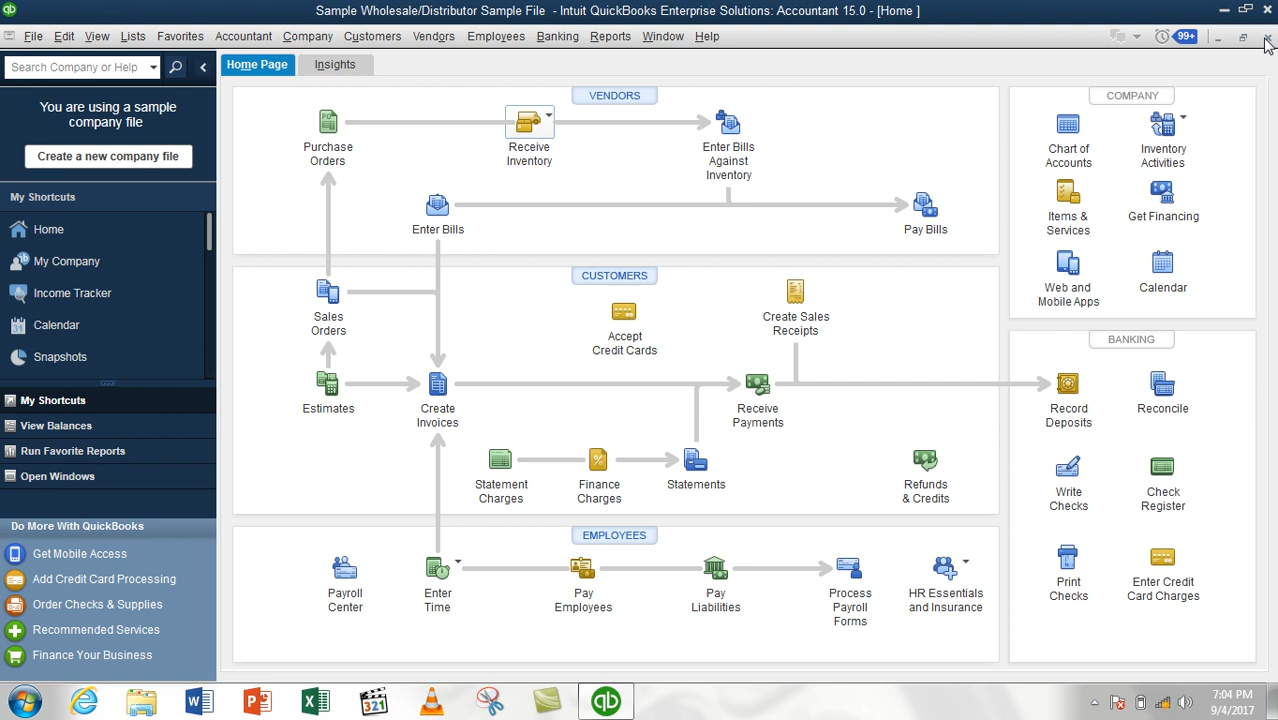 Sample Wholesale/Distributor Sample File - Intuit QuickBooks Enterprise Solutions: Accountant 15.0 - [Home ]
File Edit View Lists Favorites Accountant Company Customers Vendors Employees Banking Reports Window Help
99+
Search Company or Help
Home Page Insights
You are using a sample
company file
Create a new company file
My Shortcuts
Home
My Company
Income Tracker
Calendar
Snapshots
My Shortcuts
View Balances
Run Favorite Reports
Open Windows
Do More With QuickBooks
Get Mobile Access
Add Credit Card Processing
Order Checks & Supplies
Recommended Services
Finance Your Business
VENDORS
Purchase
Orders
Receive
Inventory
Enter Bills
Against
Inventory
Enter Bills
Pay Bills
CUSTOMERS
Sales
Orders
Accept
Credit Cards
Create Sales
Receipts
Estimates
Create
Invoices
Receive
Payments
Statement
Charges
Finance
Charges
Statements
Refunds
& Credits
EMPLOYEES
Payroll
Center
Enter
Time
Pay
Employees
Pay
Liabilities
Process
Payroll
Forms
HR Essentials
and Insurance
COMPANY
Chart of
Accounts
Inventory
Activities
Items &
Services
Get Financing
Web and
Mobile Apps
Calendar
BANKING
Record
Deposits
Reconcile
Write
Checks
Check
Register
Print
Checks
Enter Credit
Card Charges
7:04 PM
9/4/2017